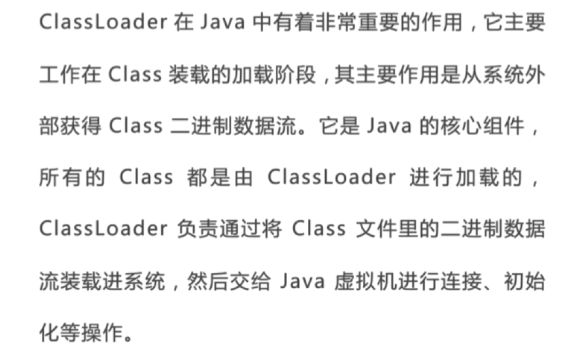 ClassLoader 在 Java 中有着非常重要的作用，它主要
工作在 Class 装载的加载阶段，其主要作用是从系统外
部获得 Class 二进制数据流。它是 Java 的核心组件，
所有的 Class 都是由 ClassLoader 进行加载的，
ClassLoader 负责通过将 Class 文件里的二进制数据
流装载进系统，然后交给 Java 虚拟机进行连接、初始
化等操作。